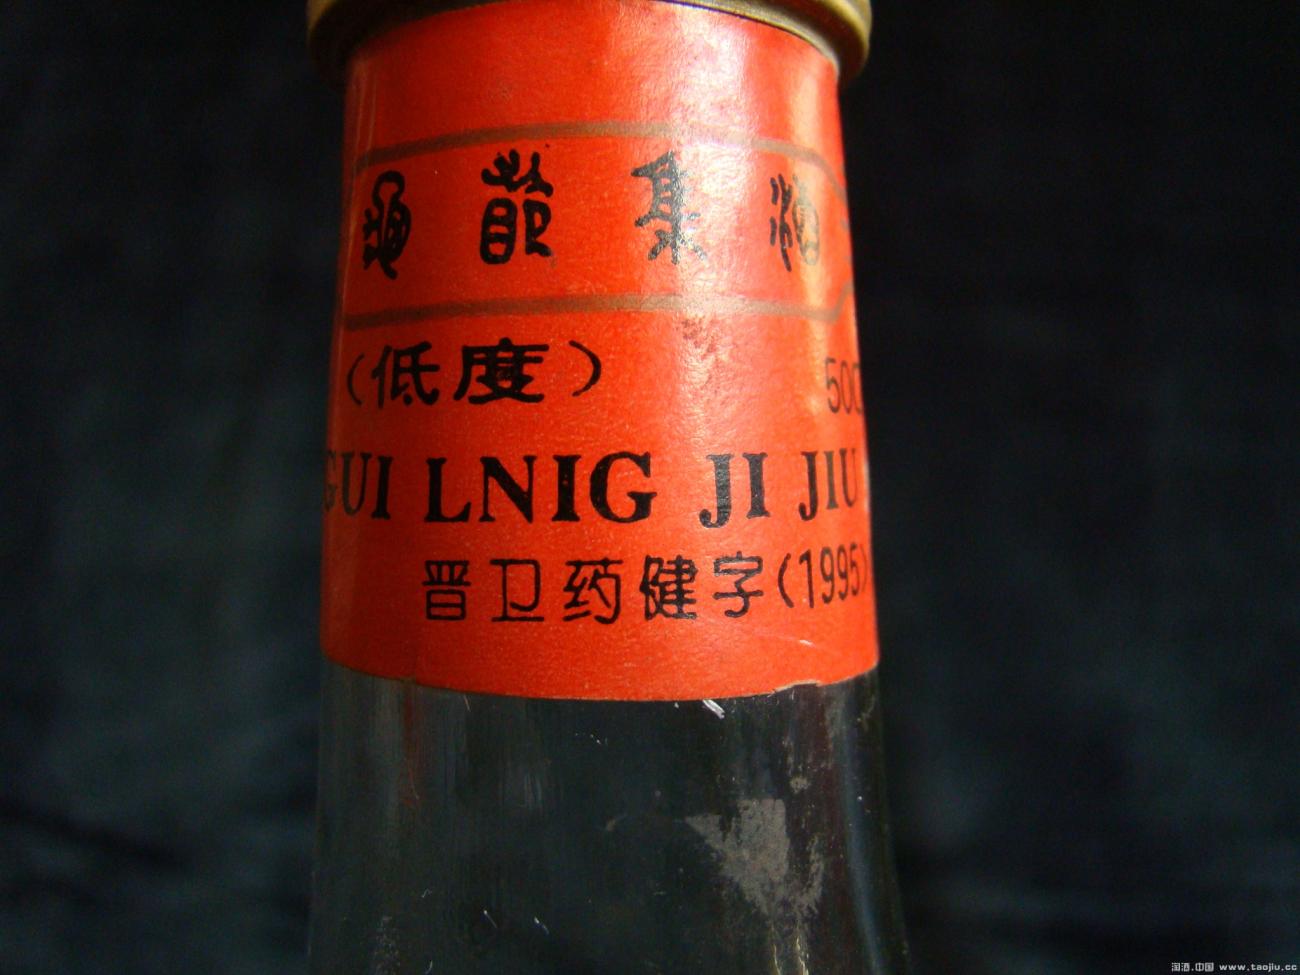 龟龄集酒
（低度）
500
GUI LNIG JI JIU
晋卫药健字(1995)
淘酒.中国 www.taojiu.cc